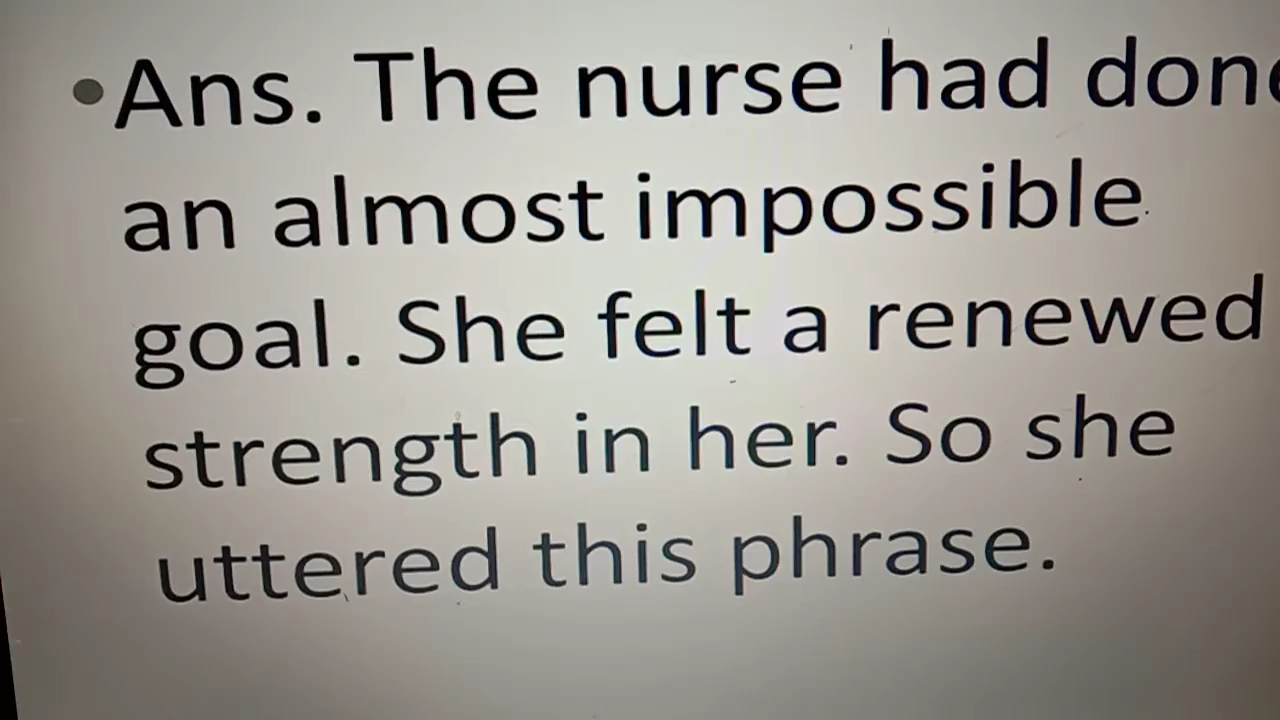 •Ans. The nurse had done
an almost impossible
goal. She felt a renewed
strength in her. So she
uttered this phrase.